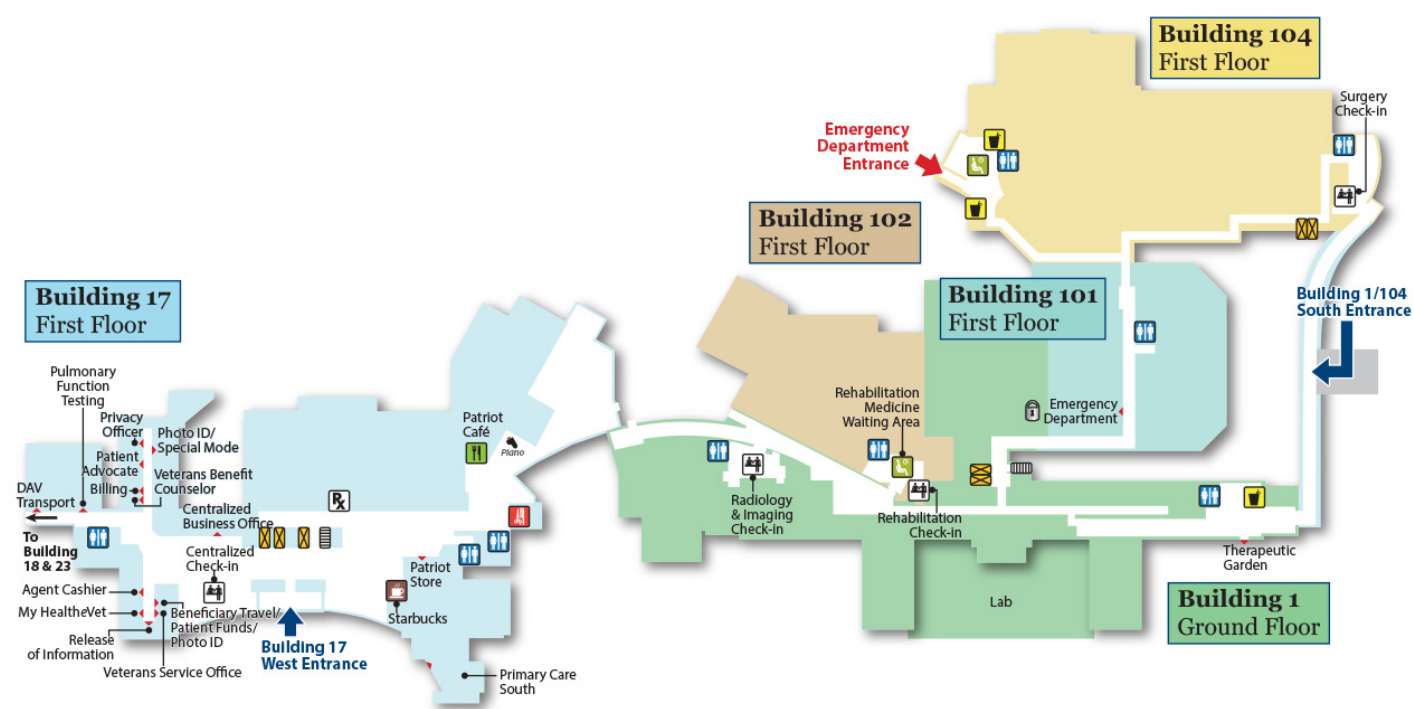 Building 104
First Floor
Surgery
Check-in
Emergency
Department
Entrance
Building 102
First Floor
Building 101
First Floor
Building 1/104
South Entrance
Building 17
First Floor
Pulmonary
Function
Testing
Privacy
Officer
Photo ID/
Special Mode
Patient
Advocate
Veterans Benefit
Counselor
Billing
DAV
Transport
Centralized
Business Office
To
Building
18 & 23
Centralized
Check-in
Agent Cashier
My HealtheVet
Beneficiary Travel/
Patient Funds/
Photo ID
Release
of Information
Veterans Service Office
Building 17
West Entrance
Rx
Patriot
Café
Piano
Patriot
Store
Starbucks
Primary Care
South
Radiology
& Imaging
Check-in
Rehabilitation
Medicine
Waiting Area
Rehabilitation
Check-in
1
Emergency
Department
Lab
Therapeutic
Garden
Building 1
Ground Floor